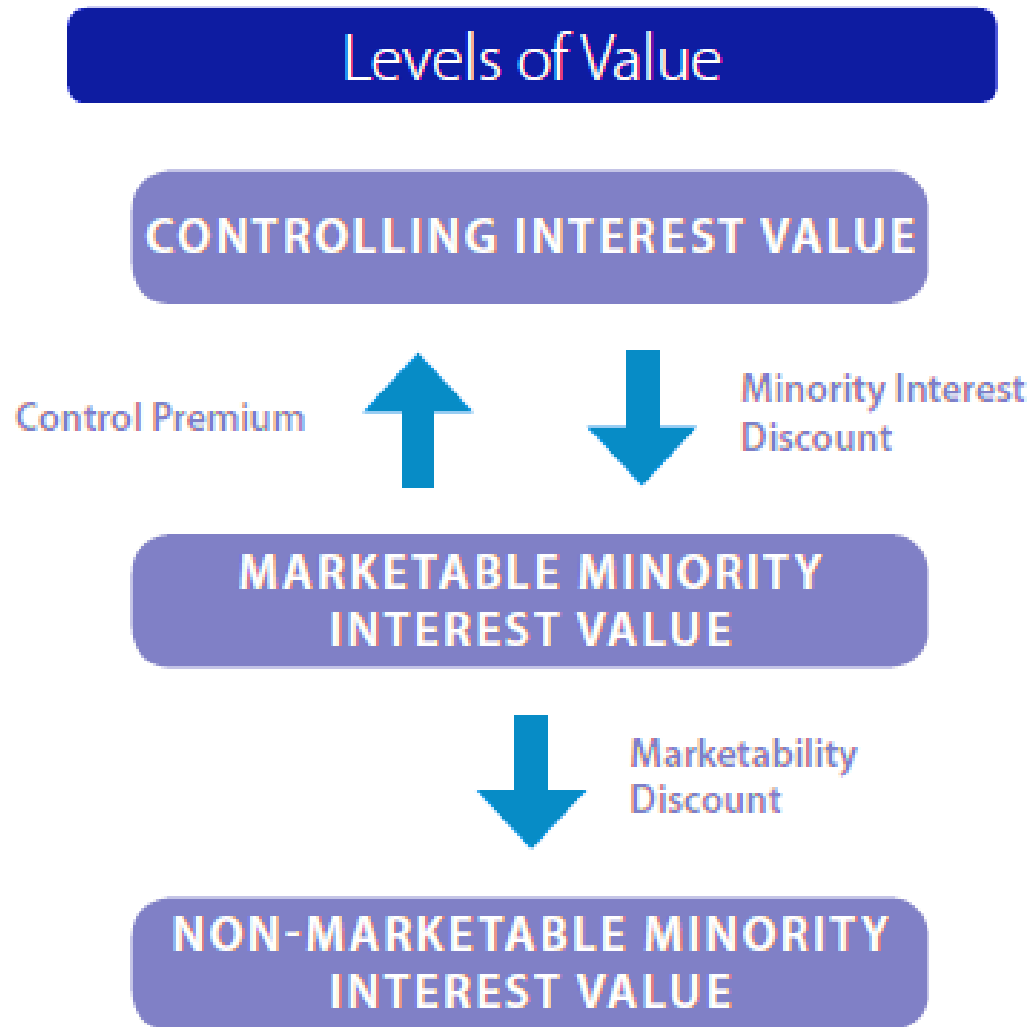 Levels of Value
CONTROLLING INTEREST VALUE
Control Premium
Minority Interest
Discount
MARKETABLE MINORITY
INTEREST VALUE
Marketability
Discount
NON-MARKETABLE MINORITY
INTEREST VALUE